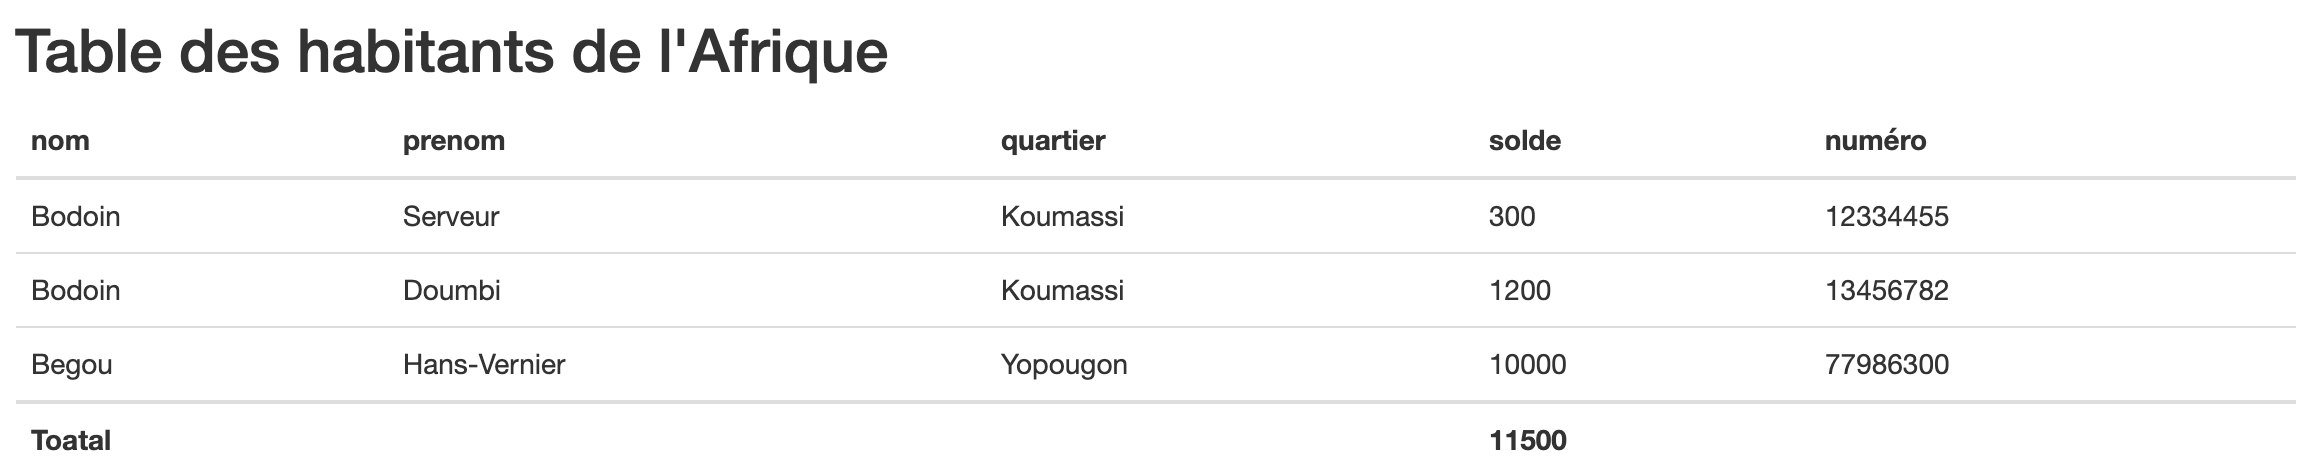 Table des habitants de l'Afrique
nom prenom quartier solde numéro
Bodoin Serveur Koumassi 300 12334455
Bodoin Doumbi Koumassi 1200 13456782
Begou Hans-Vernier Yopougon 10000 77986300
Toatal 11500